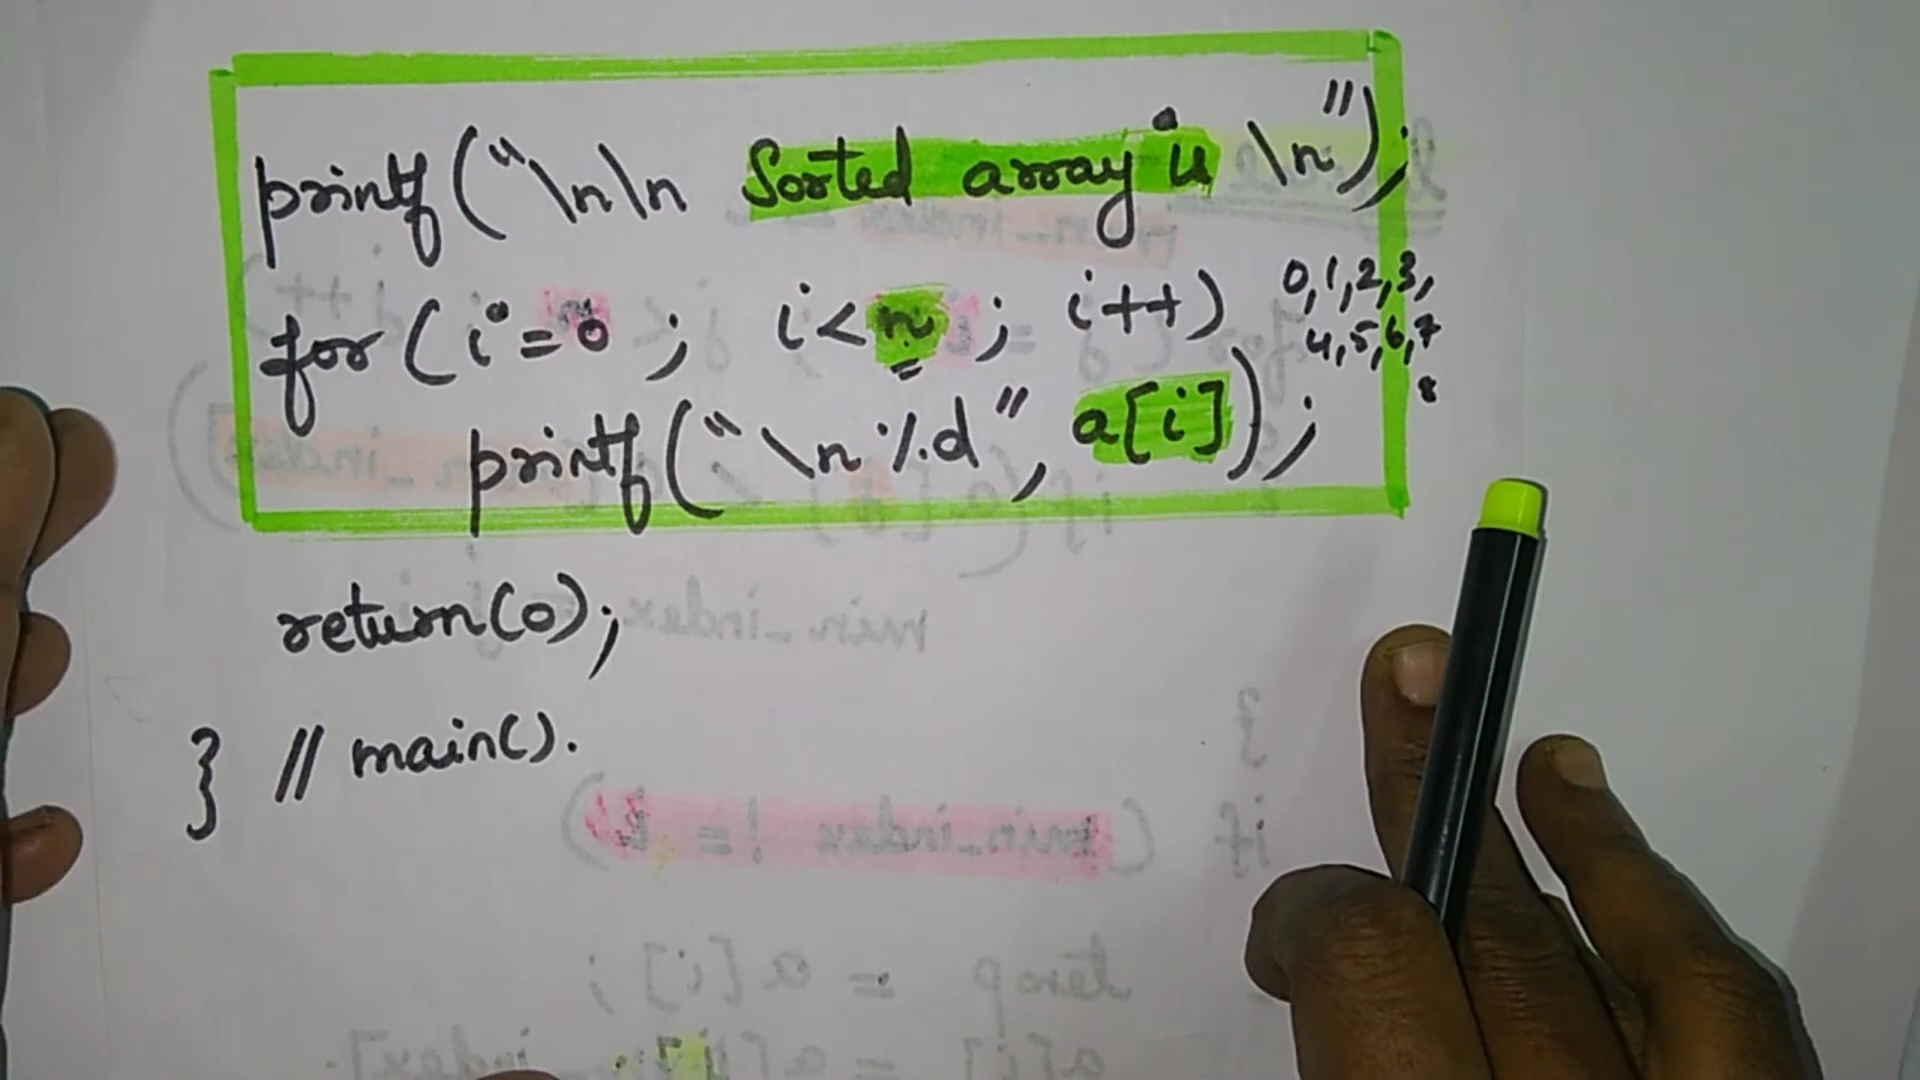 printf("\n\n Sorted array is \n");
for(i=0; i<n; i++) 0,1,2,3,
4,5,6,7
8
printf("\n%d", a[i]);
return(0);
} // main().